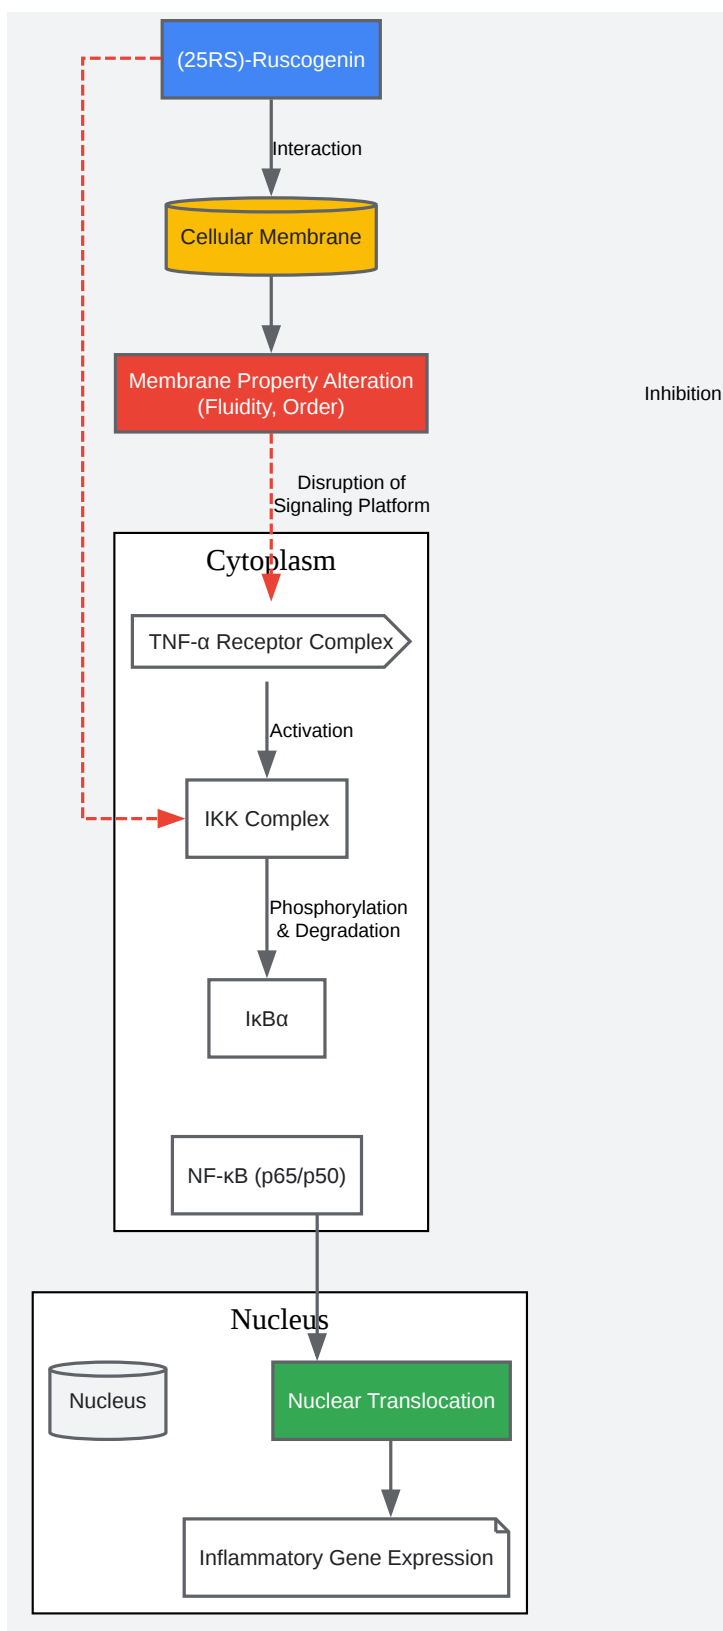 (25RS)-Ruscogenin
Interaction
Cellular Membrane
Membrane Property Alteration
(Fluidity, Order)
Inhibition
Disruption of
Signaling Platform
Cytoplasm
TNF-α Receptor Complex
Activation
IKK Complex
Phosphorylation
& Degradation
IκBα
NF-κB (p65/p50)
Nucleus
Nucleus
Nuclear Translocation
Inflammatory Gene Expression